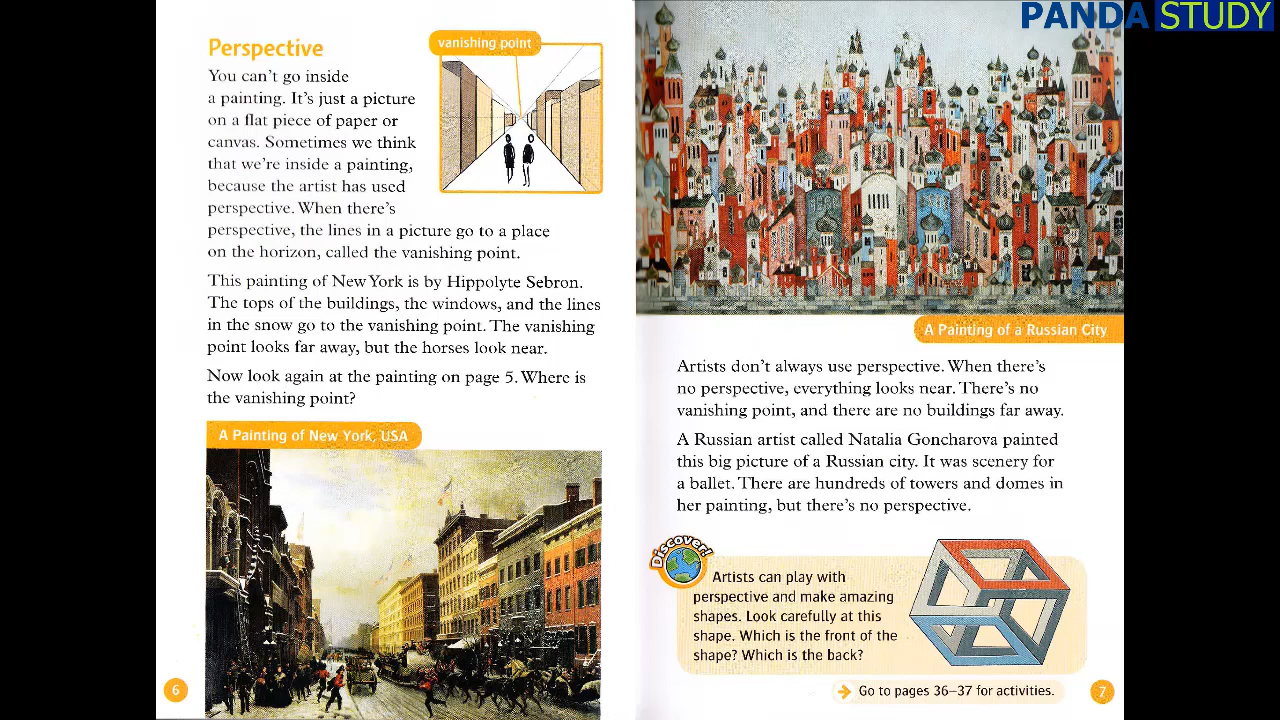 PANDA STUDY
Perspective
vanishing point
You can't go inside
a painting. It's just a picture
on a flat piece of paper or
canvas. Sometimes we think
that we're inside a painting,
because the artist has used
perspective. When there's
perspective, the lines in a picture go to a place
on the horizon, called the vanishing point.
This painting of New York is by Hippolyte Sebron.
The tops of the buildings, the windows, and the lines
in the snow go to the vanishing point. The vanishing
point looks far away, but the horses look near.
Now look again at the painting on page 5. Where is
the vanishing point?
A Painting of New York, USA
6
A Painting of a Russian City
Artists don't always use perspective. When there's
no perspective, everything looks near. There's no
vanishing point, and there are no buildings far away.
A Russian artist called Natalia Goncharova painted
this big picture of a Russian city. It was scenery for
a ballet. There are hundreds of towers and domes in
her painting, but there's no perspective.
Discover!
Artists can play with
perspective and make amazing
shapes. Look carefully at this
shape. Which is the front of the
shape? Which is the back?
Go to pages 36–37 for activities.
7